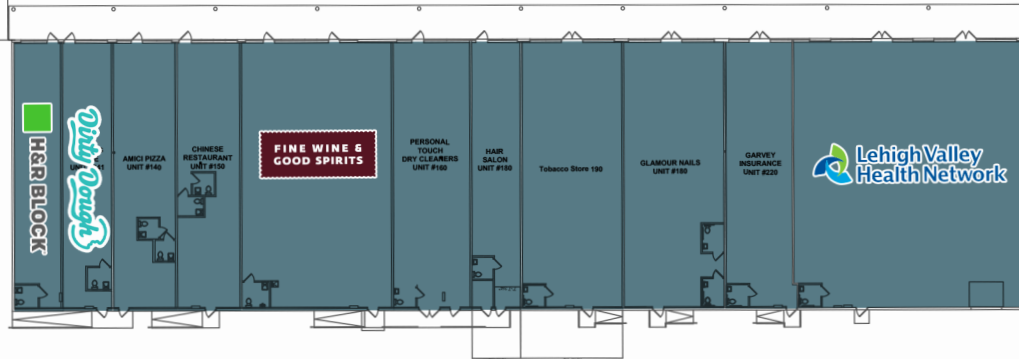 H&R BLOCK
Dirty Dough
AMICI PIZZA
UNIT #140
CHINESE
RESTAURANT
UNIT #150
FINE WINE &
GOOD SPIRITS
PERSONAL
TOUCH
DRY CLEANERS
UNIT #160
HAIR
SALON
UNIT #180
Tobacco Store 190
GLAMOUR NAILS
UNIT #180
GARVEY
INSURANCE
UNIT #220
Lehigh Valley
Health Network